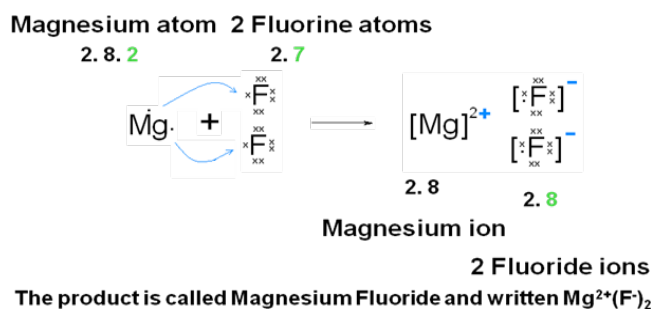 Magnesium atom 2 Fluorine atoms
2. 8. 2 2. 7
Mg + F F [Mg]²⁺ [F]⁻ [F]⁻
2. 8 2. 8
Magnesium ion
2 Fluoride ions
The product is called Magnesium Fluoride and written Mg²⁺(F⁻)₂